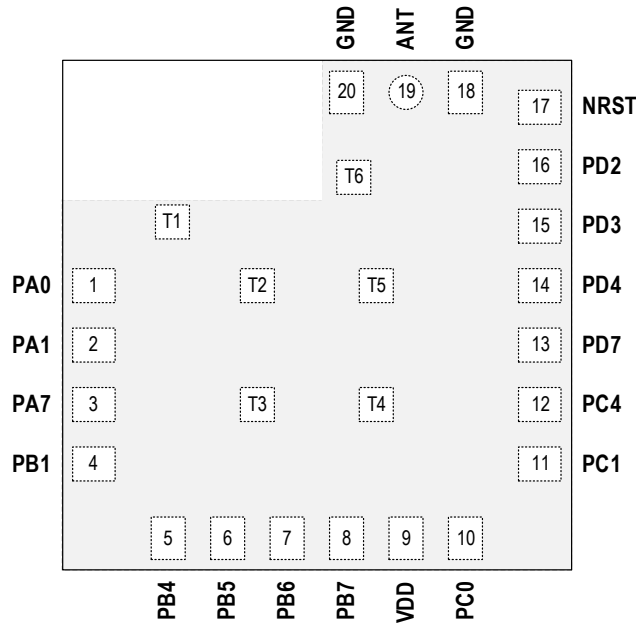 GND ANT GND
20 19 18
17 NRST
T6 16 PD2
T1 15 PD3
PA0 1 T2 T5 14 PD4
PA1 2 13 PD7
PA7 3 T3 T4 12 PC4
PB1 4 11 PC1
5 6 7 8 9 10
PB4 PB5 PB6 PB7 VDD PC0